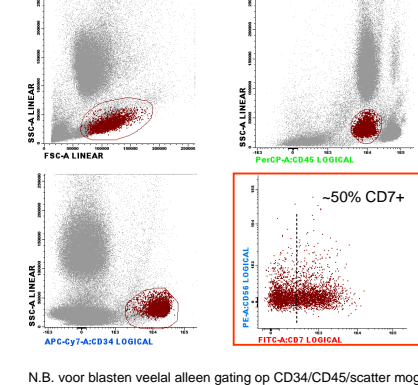 SSC-A LINEAR
FSC-A LINEAR
SSC-A LINEAR
PerCP-A:CD45 LOGICAL
SSC-A LINEAR
APC-Cy7-A:CD34 LOGICAL
~50% CD7+
PE-A:CD56 LOGICAL
FITC-A:CD7 LOGICAL
N.B. voor blasten veelal alleen gating op CD34/CD45/scatter